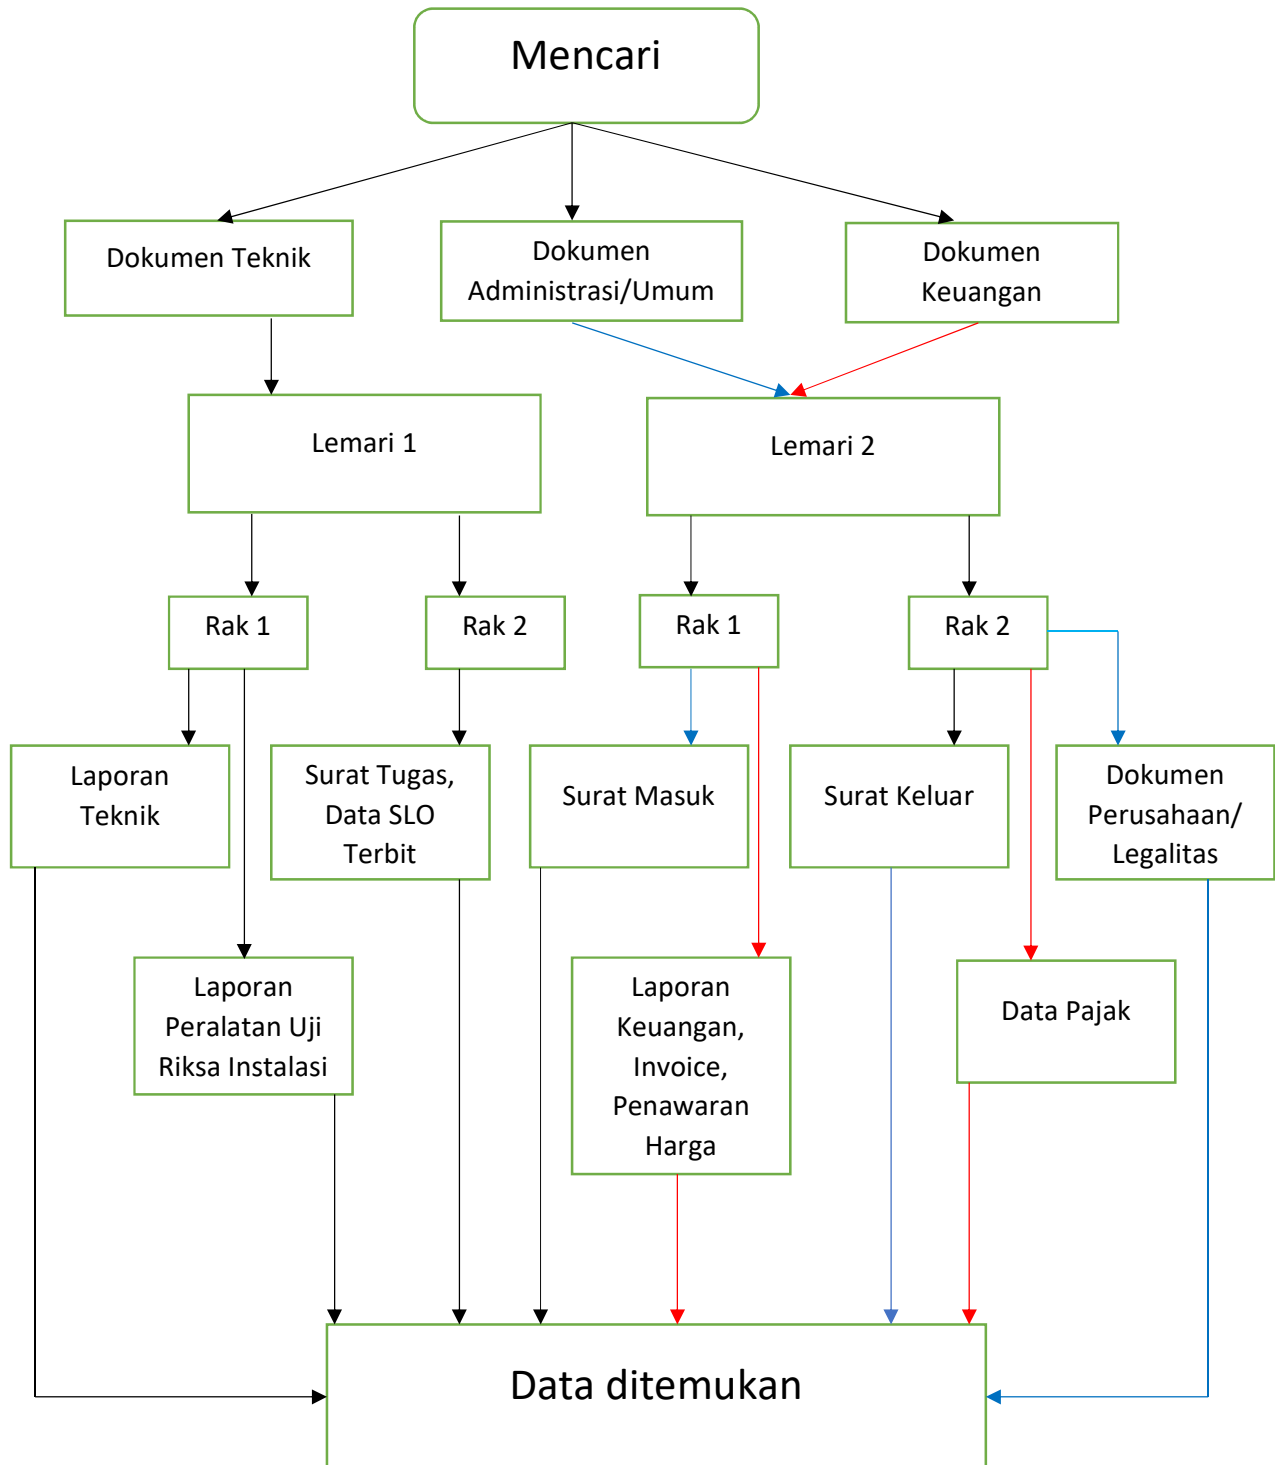 Mencari
Dokumen Teknik
Dokumen
Administrasi/Umum
Dokumen
Keuangan
Lemari 1
Lemari 2
Rak 1
Rak 2
Rak 1
Rak 2
Laporan
Teknik
Surat Tugas,
Data SLO
Terbit
Surat Masuk
Surat Keluar
Dokumen
Perusahaan/
Legalitas
Laporan
Peralatan Uji
Riksa Instalasi
Laporan
Keuangan,
Invoice,
Penawaran
Harga
Data Pajak
Data ditemukan